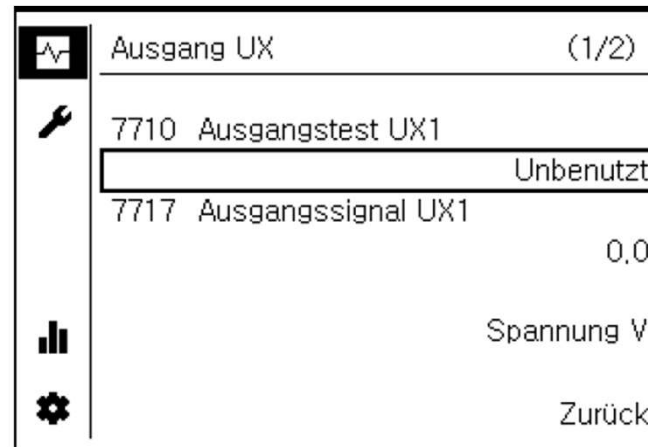 Ausgang UX (1/2)
7710 Ausgangstest UX1
Unbenutzt
7717 Ausgangssignal UX1
0,0
Spannung V
Zurück